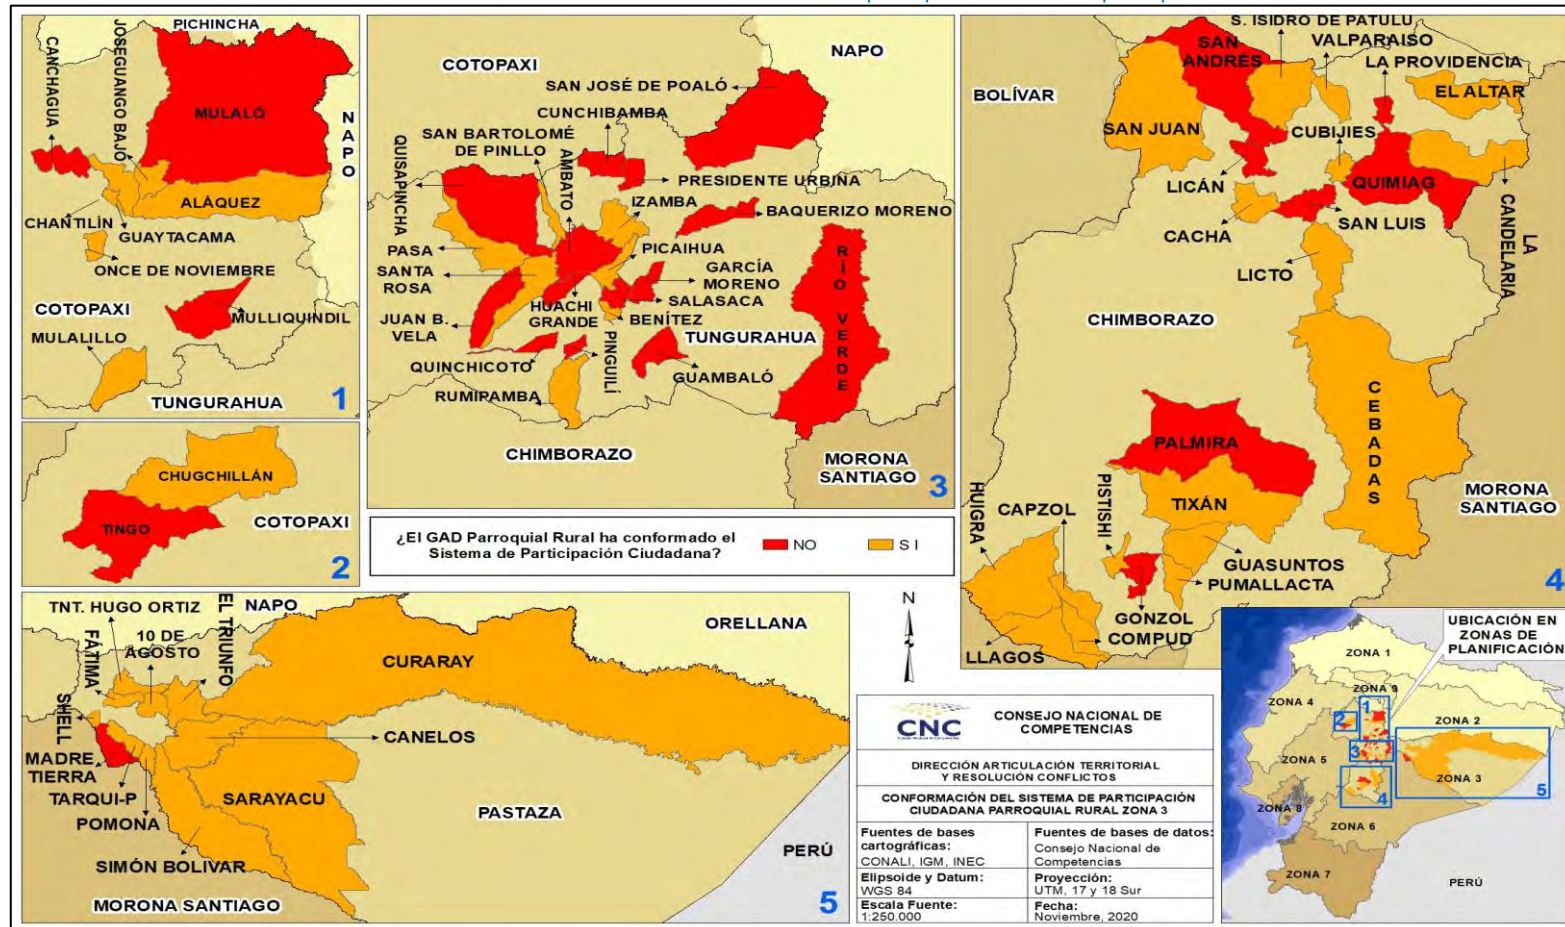 PICHINCHA
CANCHAGUA
JOSEGUANGO BAJO
MULALÓ
NAPO
ALÁQUEZ
CHANTILÍN
GUAYTACAMA
ONCE DE NOVIEMBRE
COTOPAXI
MULLIQUINDIL
MULALILLO
TUNGURAHUA
1
CHUGCHILLÁN
TINGO
COTOPAXI
2
COTOPAXI
NAPO
SAN JOSÉ DE POALÓ
CUNCHIBAMBA
SAN BARTOLOMÉ
DE PINLLO
QUISAPINCHA
AMBATO
PRESIDENTE URBINA
IZAMBA
BAQUERIZO MORENO
PASA
PICAIHUA
SANTA
ROSA
GARCÍA
MORENO
SALASACA
HUACHI
GRANDE
BENÍTEZ
JUAN B.
VELA
PINGUILÍ
TUNGURAHUA
RÍO VERDE
QUINCHICOTO
GUAMBALÓ
RUMIPAMBA
CHIMBORAZO
MORONA
SANTIAGO
3
¿El GAD Parroquial Rural ha conformado el
Sistema de Participación Ciudadana?
NO
S I
S. ISIDRO DE PATULU
SAN
ANDRÉS
VALPARAISO
LA PROVIDENCIA
BOLÍVAR
EL ALTAR
SAN JUAN
CUBIJIES
LICÁN
QUIMIAG
CACHA
SAN LUIS
LA
CANDELARIA
LICTO
CHIMBORAZO
CEBADAS
PALMIRA
MORONA
SANTIAGO
HUIGRA
CAPZOL
PISTISHI
TIXÁN
GUASUNTOS
PUMALLACTA
GONZOL
COMPUD
LLAGOS
4
TNT. HUGO ORTIZ
NAPO
EL TRIUNFO
ORELLANA
FÁTIMA
10 DE
AGOSTO
CURARAY
SHELL
CANELOS
MADRE
TIERRA
TARQUI-P
SARAYACU
PASTAZA
POMONA
PERÚ
SIMÓN BOLIVAR
MORONA SANTIAGO
5
N
CNC
CONSEJO NACIONAL DE
COMPETENCIAS
DIRECCIÓN ARTICULACIÓN TERRITORIAL
Y RESOLUCIÓN CONFLICTOS
CONFORMACIÓN DEL SISTEMA DE PARTICIPACIÓN
CIUDADANA PARROQUIAL RURAL ZONA 3
Fuentes de bases
cartográficas:
CONALI, IGM, INEC
Fuentes de bases de datos:
Consejo Nacional de
Competencias
Elipsoide y Datum:
WGS 84
Proyección:
UTM, 17 y 18 Sur
Escala Fuente:
1:250.000
Fecha:
Noviembre, 2020
UBICACIÓN EN
ZONAS DE
PLANIFICACIÓN
ZONA 1
ZONA 9
ZONA 4
1
2
ZONA 2
3
ZONA 5
ZONA 3
4
5
ZONA 8
ZONA 6
ZONA 7
PERÚ